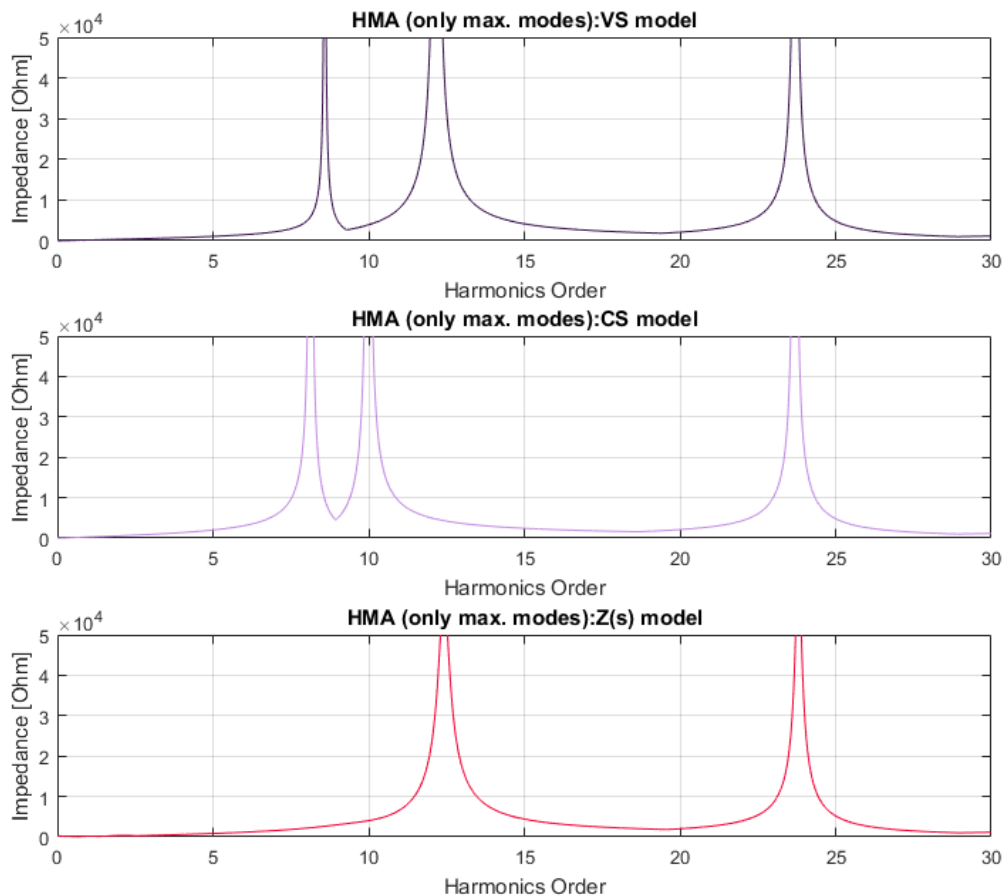 HMA (only max. modes):VS model
×10⁴
Impedance [Ohm]
5
4
3
2
1
0
0 5 10 15 20 25 30
Harmonics Order
HMA (only max. modes):CS model
×10⁴
Impedance [Ohm]
5
4
3
2
1
0
0 5 10 15 20 25 30
Harmonics Order
HMA (only max. modes):Z(s) model
×10⁴
Impedance [Ohm]
5
4
3
2
1
0
0 5 10 15 20 25 30
Harmonics Order